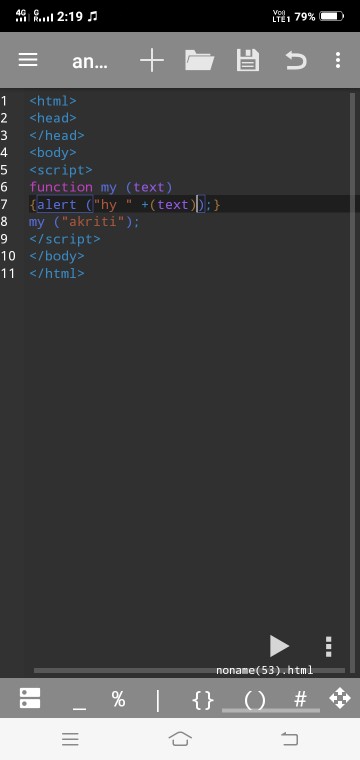 4G G 2:19 VoJ) LTE1 79%
an...
1 <html>
2 <head>
3 </head>
4 <body>
5 <script>
6 function my (text)
7 {alert ("hy " +(text));}
8 my ("akriti");
9 </script>
10 </body>
11 </html>
noname(53).html
_ % | {} () #